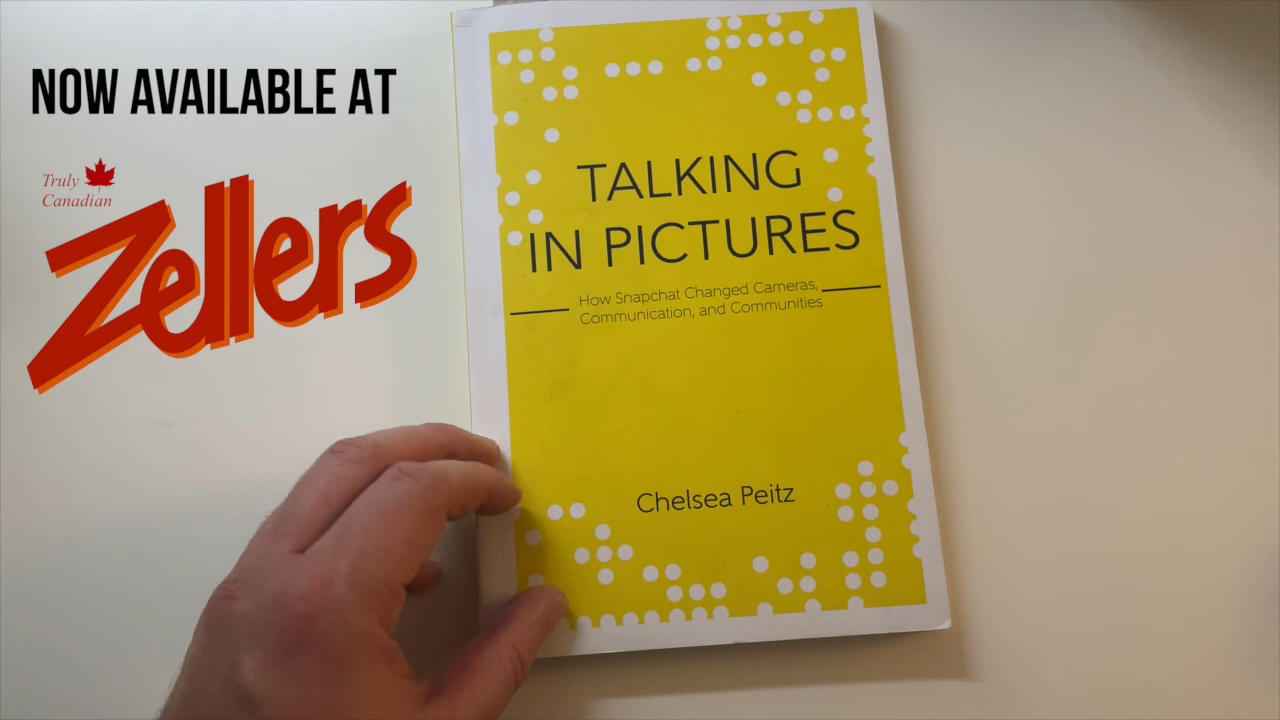 NOW AVAILABLE AT
Truly
Canadian
Zellers
TALKING
IN PICTURES
How Snapchat Changed Cameras,
Communication, and Communities
Chelsea Peitz